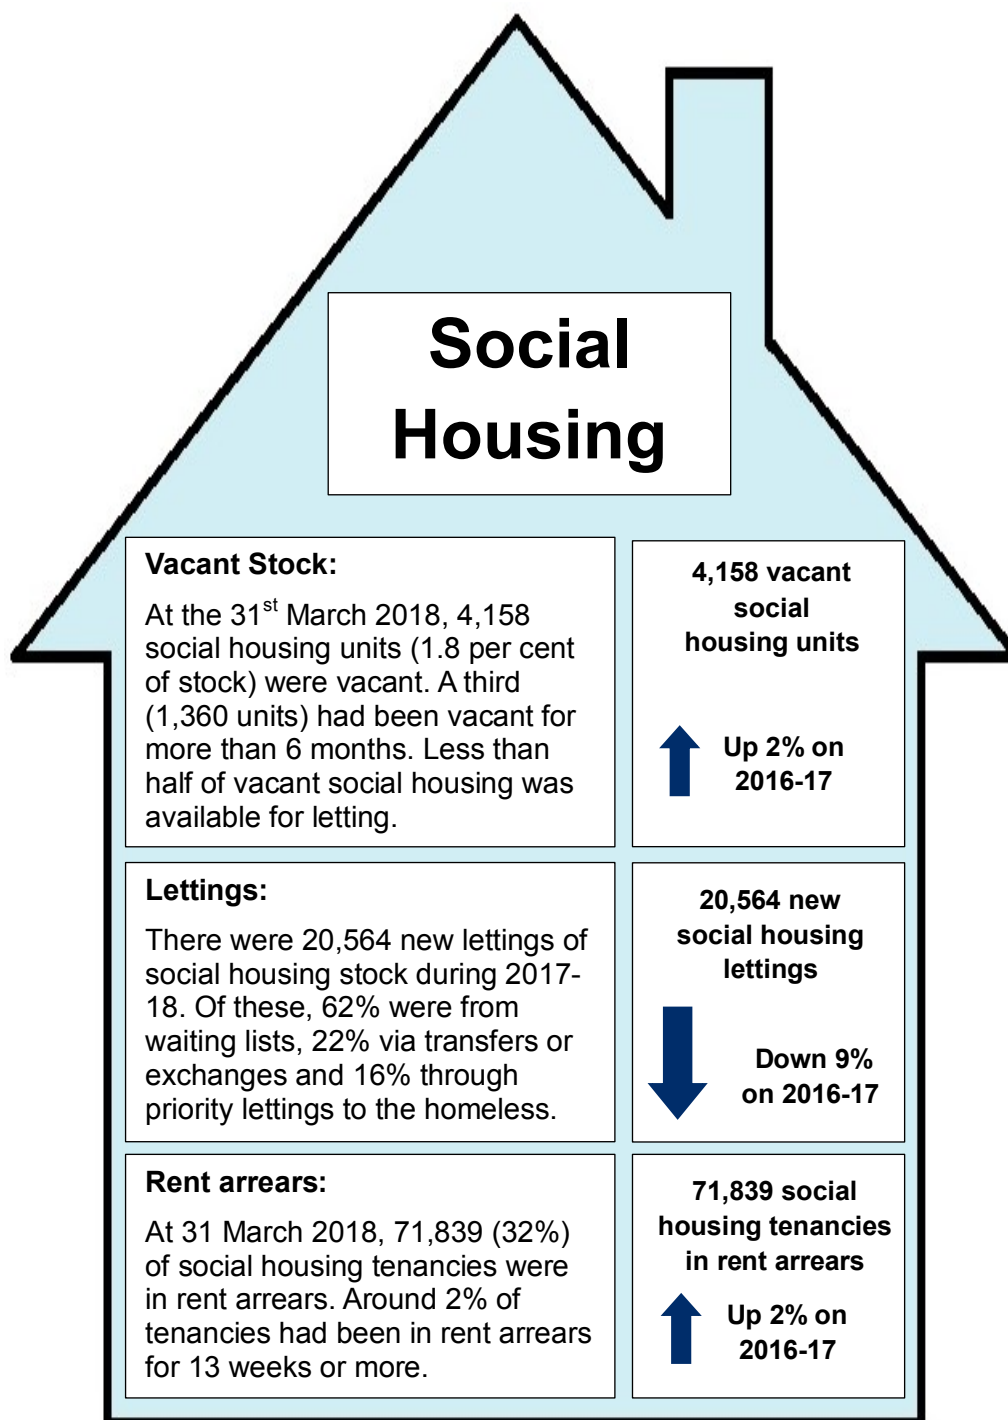 Social
Housing
Vacant Stock:
At the 31st March 2018, 4,158
social housing units (1.8 per cent
of stock) were vacant. A third
(1,360 units) had been vacant for
more than 6 months. Less than
half of vacant social housing was
available for letting.
4,158 vacant
social
housing units
Up 2% on
2016-17
Lettings:
There were 20,564 new lettings of
social housing stock during 2017-
18. Of these, 62% were from
waiting lists, 22% via transfers or
exchanges and 16% through
priority lettings to the homeless.
20,564 new
social housing
lettings
Down 9%
on 2016-17
Rent arrears:
At 31 March 2018, 71,839 (32%)
of social housing tenancies were
in rent arrears. Around 2% of
tenancies had been in rent arrears
for 13 weeks or more.
71,839 social
housing tenancies
in rent arrears
Up 2% on
2016-17